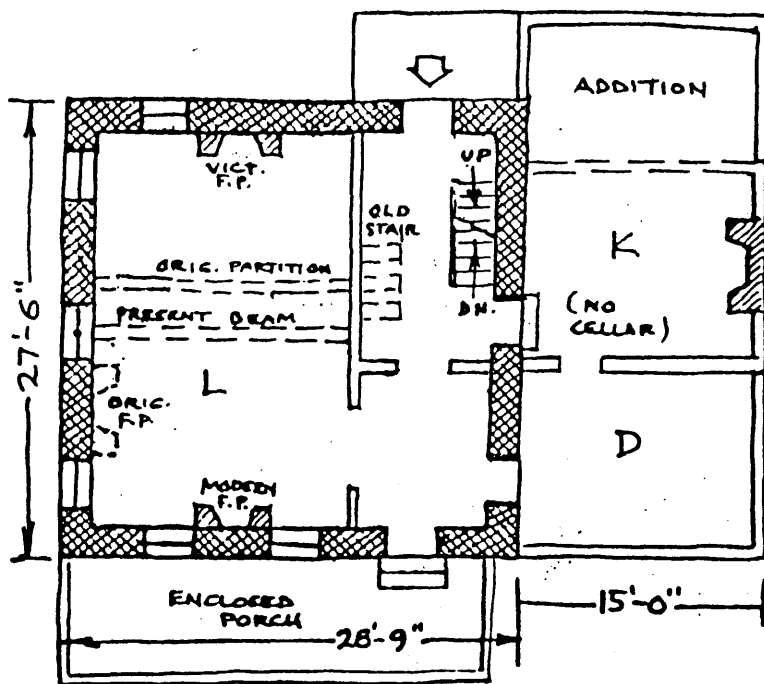 ADDITION
UP
VICT.
F.P.
OLD
STAIR
K
ORIG. PARTITION
(NO
CELLAR)
PRESENT BEAM
DN.
27'-6"
L
ORIG.
F.P.
D
MODERN
F.P.
ENCLOSED
PORCH
28'-9"
15'-0"